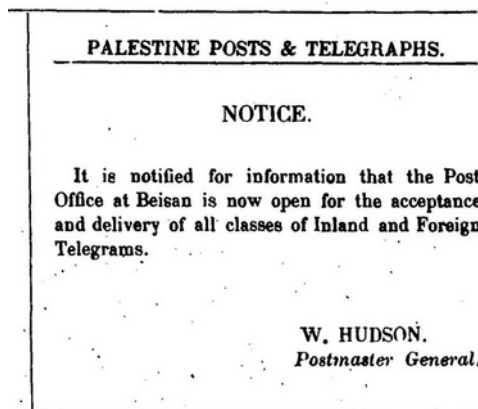 PALESTINE POSTS & TELEGRAPHS.
NOTICE.
It is notified for information that the Post
Office at Beisan is now open for the acceptance
and delivery of all classes of Inland and Foreign
Telegrams.
W. HUDSON.
Postmaster General.